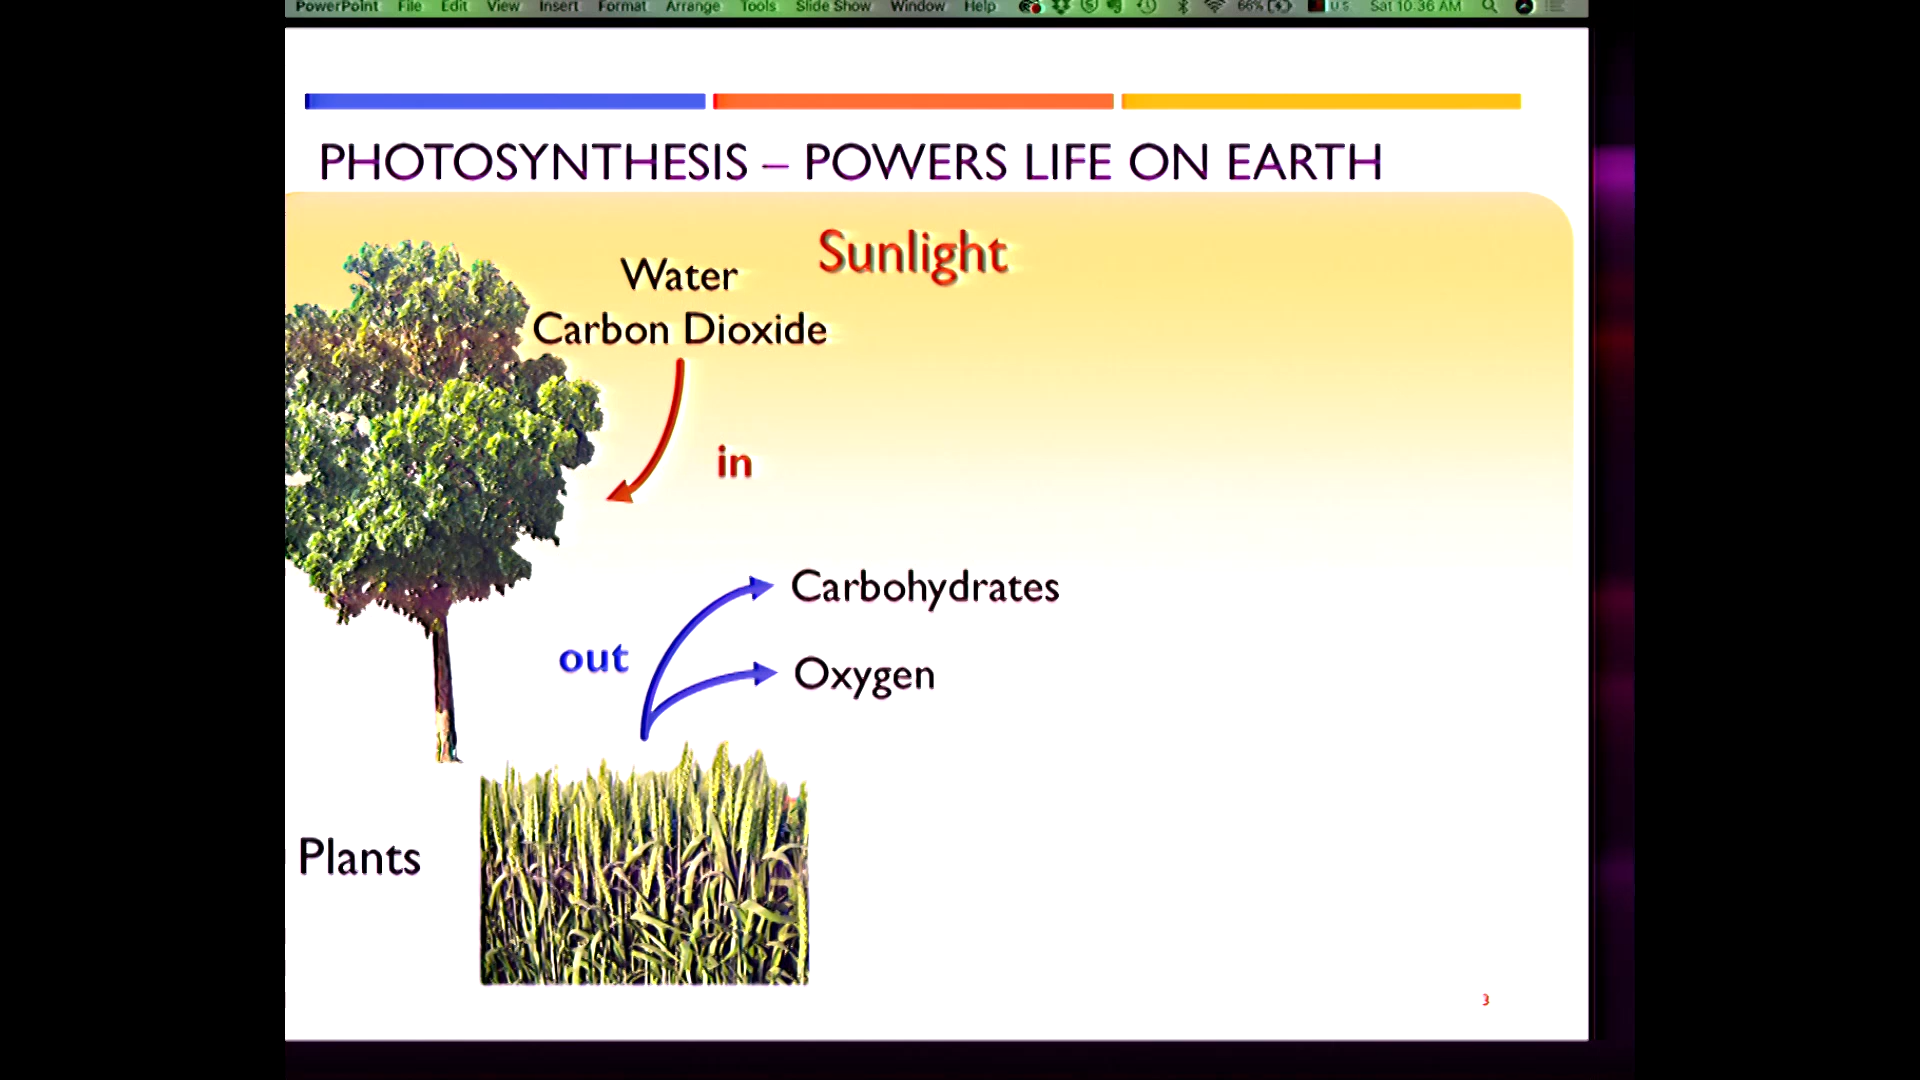 PowerPoint File Edit View Insert Format Arrange Tools Slide Show Window Help 66% U.S. Sat 10:36 AM
PHOTOSYNTHESIS – POWERS LIFE ON EARTH
Sunlight
Water
Carbon Dioxide
in
Carbohydrates
out
Oxygen
Plants
3